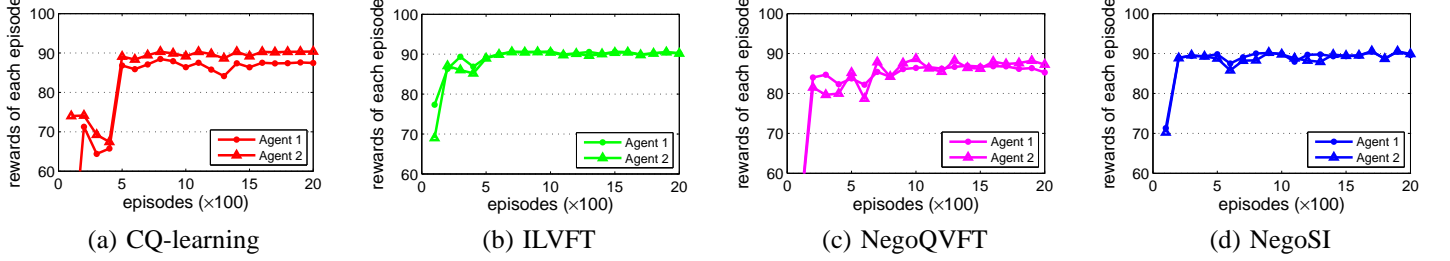 rewards of each episode
100
90
80
70
60
0
5
10
15
20
episodes (×100)
Agent 1
Agent 2
(a) CQ-learning
rewards of each episode
100
90
80
70
60
0
5
10
15
20
episodes (×100)
Agent 1
Agent 2
(b) ILVFT
rewards of each episode
100
90
80
70
60
0
5
10
15
20
episodes (×100)
Agent 1
Agent 2
(c) NegoQVFT
rewards of each episode
100
90
80
70
60
0
5
10
15
20
episodes (×100)
Agent 1
Agent 2
(d) NegoSI